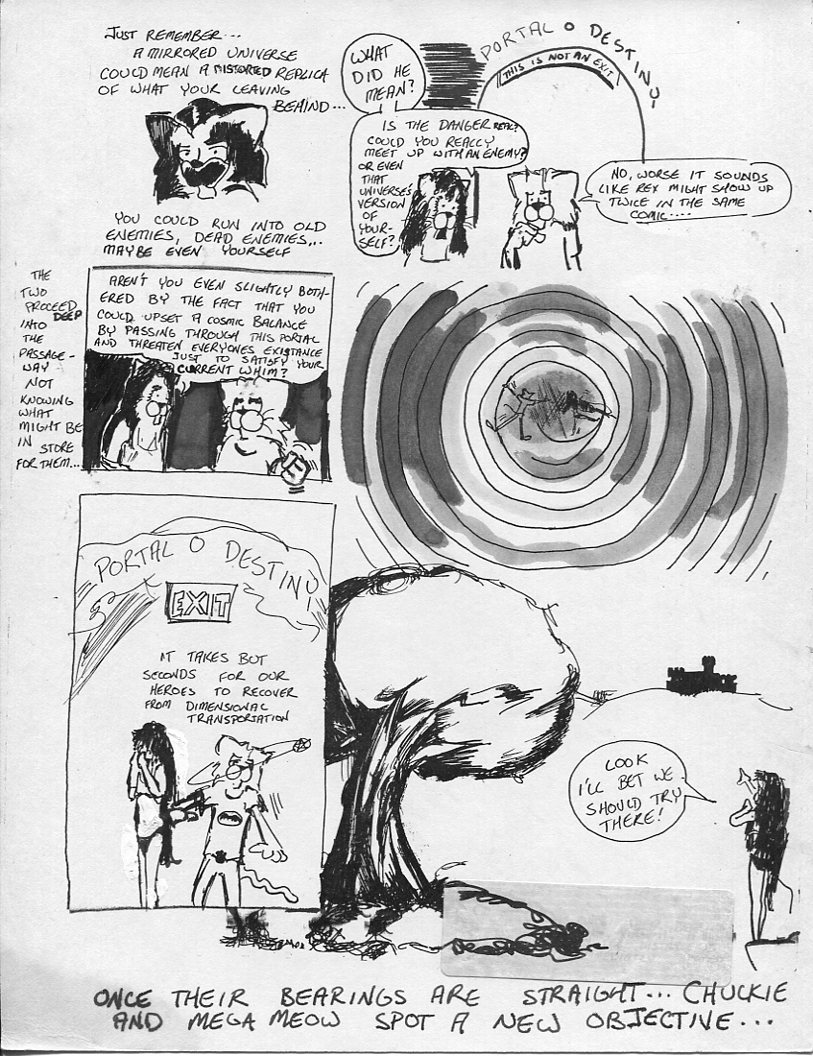 JUST REMEMBER...
A MIRRORED UNIVERSE
COULD MEAN A DISTORTED REPLICA
OF WHAT YOUR LEAVING
BEHIND...
YOU COULD RUN INTO OLD
ENEMIES, DEAD ENEMIES...
MAYBE EVEN YOURSELF
WHAT
DID HE
MEAN?
PORTAL O DESTINY
THIS IS NOT AN EXIT
IS THE DANGER REAL?
COULD YOU REALLY
MEET UP WITH AN ENEMY?
OR EVEN
THAT
UNIVERSE'S
VERSION
OF
YOUR-
SELF?
NO, WORSE IT SOUNDS
LIKE REX MIGHT SHOW UP
TWICE IN THE SAME
COMIC....
THE
TWO
PROCEED
DEEP
INTO
THE
PASSAGE-
WAY
NOT
KNOWING
WHAT
MIGHT BE
IN STORE
FOR THEM...
AREN'T YOU EVEN SLIGHTLY BOTH-
ERED BY THE FACT THAT YOU
COULD UPSET A COSMIC BALANCE
BY PASSING THROUGH THIS PORTAL
AND THREATEN EVERYONES EXISTANCE
JUST TO SATISFY YOUR
CURRENT WHIM?
PORTAL O DESTINY
EXIT
IT TAKES BUT
SECONDS FOR OUR
HEROES TO RECOVER
FROM DIMENSIONAL
TRANSPORTATION
LOOK
I'LL BET WE
SHOULD TRY
THERE!
ONCE THEIR BEARINGS ARE STRAIGHT... CHUCKIE
AND MEGA MEOW SPOT A NEW OBJECTIVE...